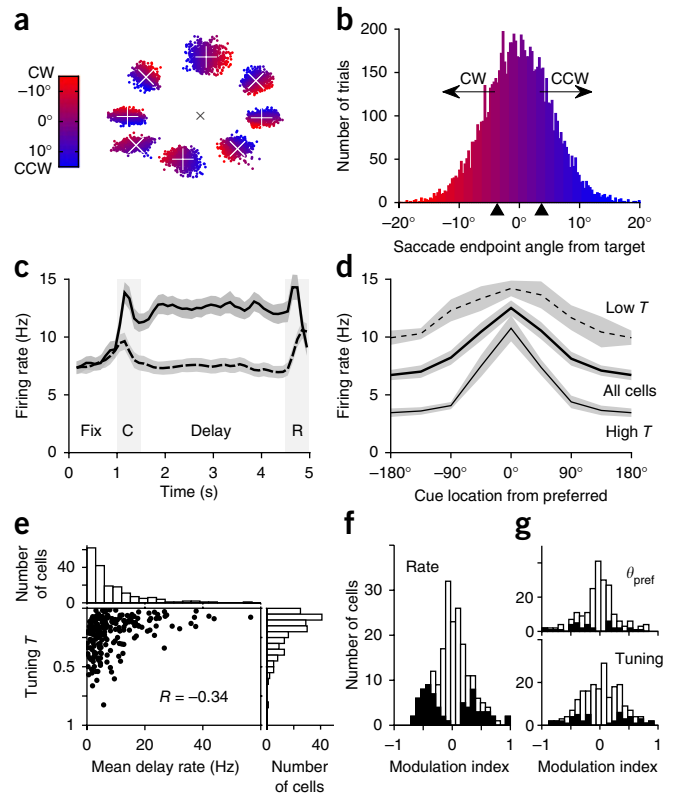 a
CW
−10°
0°
10°
CCW
b
Number of trials
200
150
100
50
0
CW
CCW
−20°
−10°
0°
10°
20°
Saccade endpoint angle from target
c
Firing rate (Hz)
15
10
5
Fix
C
Delay
R
0
1
2
3
4
5
Time (s)
d
Firing rate (Hz)
15
10
5
0
Low T
All cells
High T
−180°
−90°
0°
90°
180°
Cue location from preferred
e
Number
of cells
40
0
Tuning T
0.5
1
R = −0.34
0
20
40
Mean delay rate (Hz)
0
40
Number
of cells
f
Number of cells
30
20
10
0
Rate
−1
0
1
Modulation index
g
θpref
20
0
Tuning
20
0
−1
0
1
Modulation index